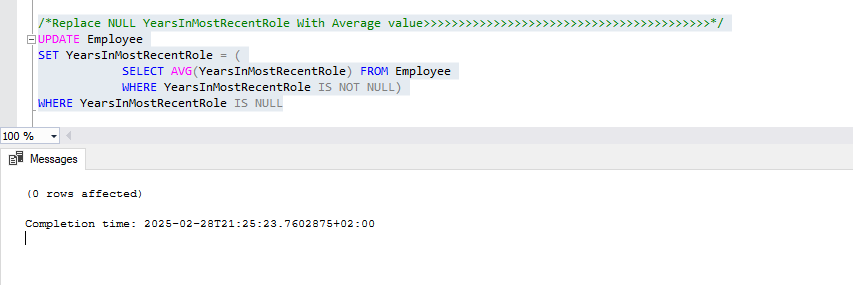 /*Replace NULL YearsInMostRecentRole With Average value>>>>>>>>>>>>>>>>>>>>>>>>>>>>>>>>>>>>>>>>>*/
UPDATE Employee
SET YearsInMostRecentRole = (
SELECT AVG(YearsInMostRecentRole) FROM Employee
WHERE YearsInMostRecentRole IS NOT NULL)
WHERE YearsInMostRecentRole IS NULL
100 %
Messages
(0 rows affected)
Completion time: 2025-02-28T21:25:23.7602875+02:00